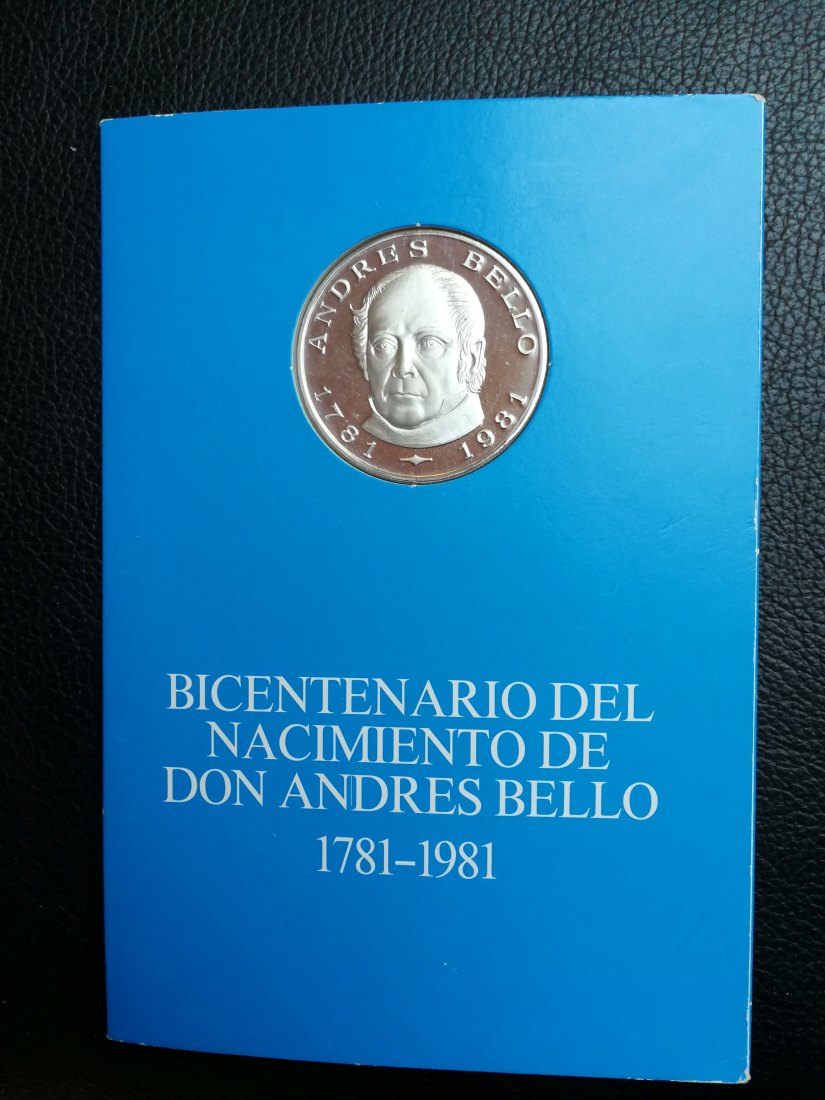 ANDRES BELLO
1781 1981
BICENTENARIO DEL
NACIMIENTO DE
DON ANDRES BELLO
1781–1981